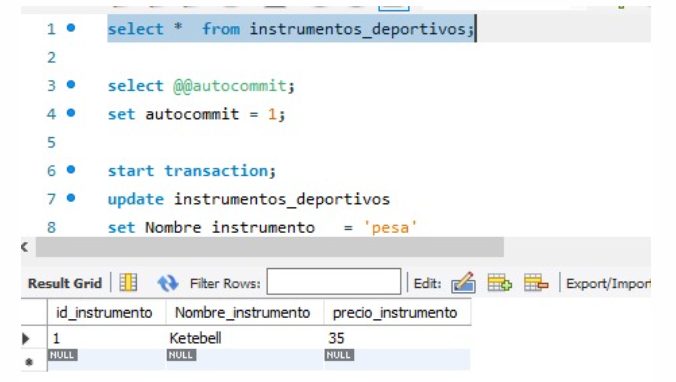 1 select * from instrumentos_deportivos;
2
3 select @@autocommit;
4 set autocommit = 1;
5
6 start transaction;
7 update instrumentos_deportivos
8 set Nombre_instrumento = 'pesa'
Result Grid Filter Rows: Edit: Export/Import
id_instrumento Nombre_instrumento precio_instrumento
1 Ketebell 35
NULL NULL NULL